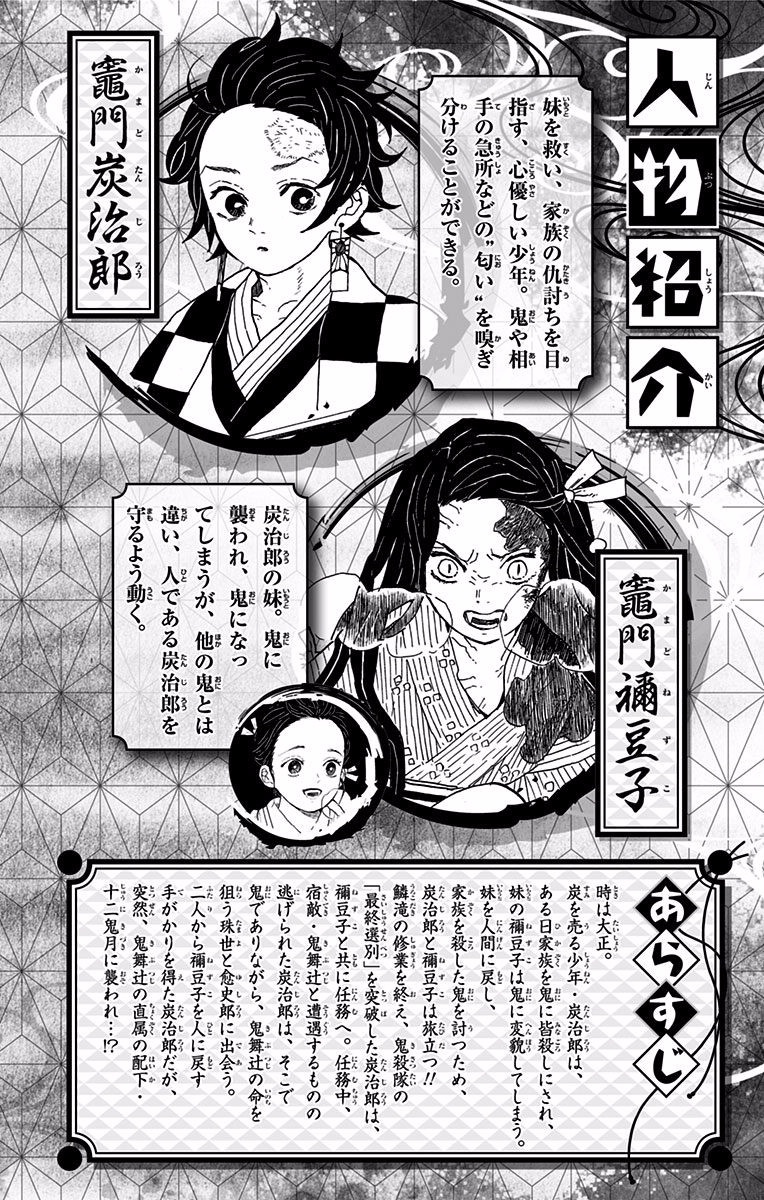 人物紹介
竈門炭治郎
妹を救い、家族の仇討ちを目
指す、心優しい少年。鬼や相
手の急所などの“匂い”を嗅ぎ
分けることができる。
竈門禰豆子
炭治郎の妹。鬼に
襲われ、鬼になっ
てしまうが、他の鬼とは
違い、人である炭治郎を
守るよう動く。
あらすじ
時は大正。
炭を売る少年・炭治郎は、
ある日家族を鬼に皆殺しにされ、
妹の禰豆子は鬼に変貌してしまう。
妹を人間に戻し、
家族を殺した鬼を討つため、
炭治郎と禰豆子は旅立つ!!
鱗滝の修業を終え、鬼殺隊の
「最終選別」を突破した炭治郎は、
禰豆子と共に任務へ。任務中、
宿敵・鬼舞辻と遭遇するものの
逃げられた炭治郎は、そこで
鬼でありながら、鬼舞辻の命を
狙う珠世と愈史郎に出会う。
二人から禰豆子を人に戻す
手がかりを得た炭治郎だが、
突然、鬼舞辻の直属の配下・
十二鬼月に襲われ…!?